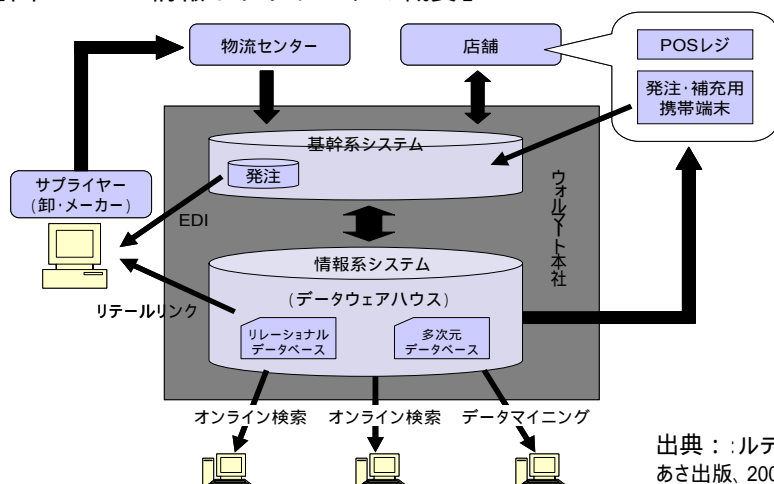 物流センター
店舗
POSレジ
発注・補充用
携帯端末
基幹系システム
発注
サプライヤー
(卸・メーカー)
EDI
ウォルマート本社
情報系システム
(データウェアハウス)
リテールリンク
リレーショナル
データベース
多次元
データベース
オンライン検索
オンライン検索
データマイニング
出典：
あさ出版、200